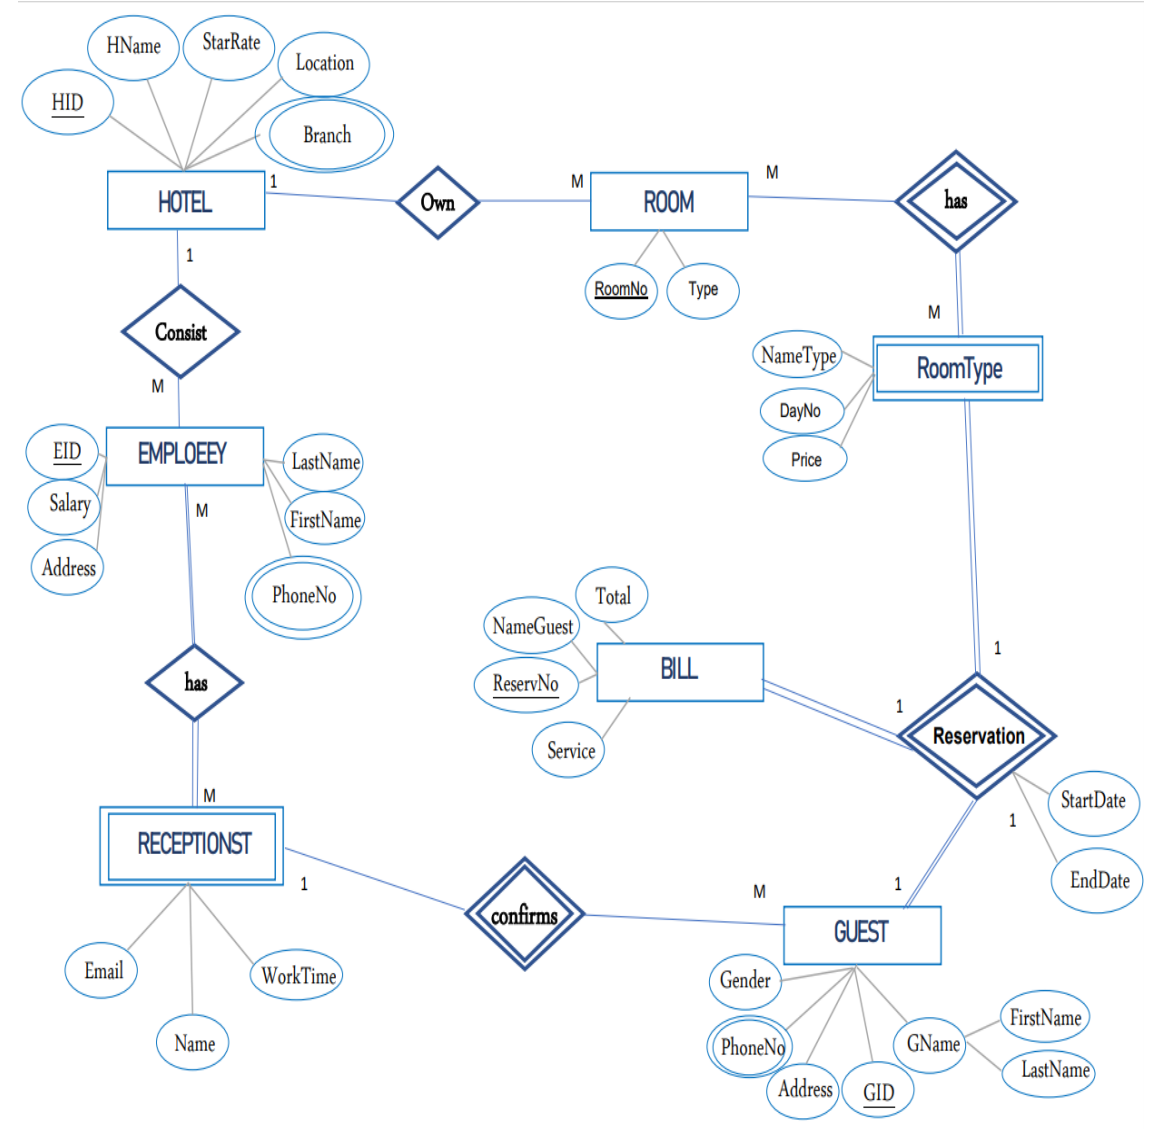 HName
StarRate
Location
HID
Branch
HOTEL
1
Own
M
ROOM
M
has
1
RoomNo
Type
Consist
M
M
NameType
RoomType
DayNo
Price
EID
EMPLOEEY
LastName
Salary
M
FirstName
Address
PhoneNo
Total
NameGuest
BILL
1
ReservNo
has
1
Reservation
Service
M
StartDate
1
RECEPTIONST
1
M
1
EndDate
confirms
GUEST
Email
WorkTime
Gender
Name
PhoneNo
GName
FirstName
LastName
Address
GID